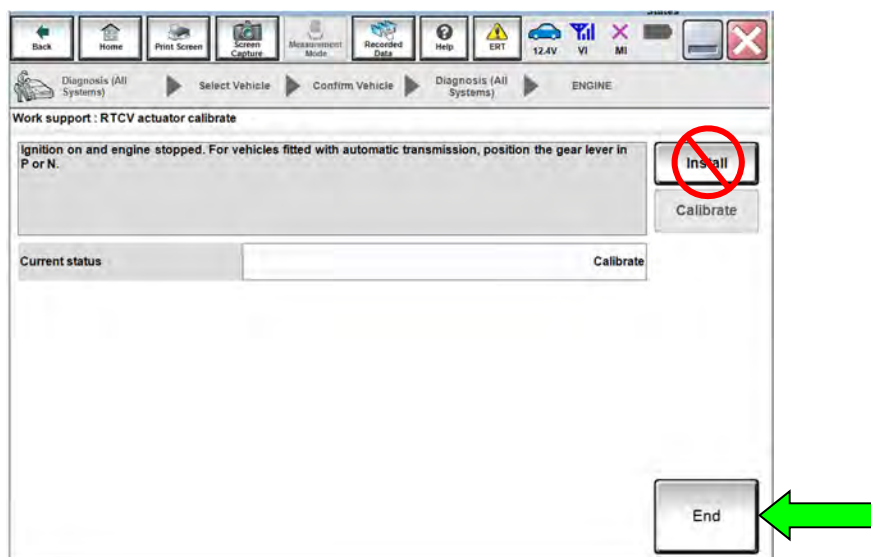 States
Back
Home
Print Screen
Screen Capture
Measurement Mode
Recorded Data
Help
ERT
12.4V
VI
MI
Diagnosis (All Systems)
Select Vehicle
Confirm Vehicle
Diagnosis (All Systems)
ENGINE
Work support : RTCV actuator calibrate
Ignition on and engine stopped. For vehicles fitted with automatic transmission, position the gear lever in
P or N.
Install
Calibrate
Current status
Calibrate
End